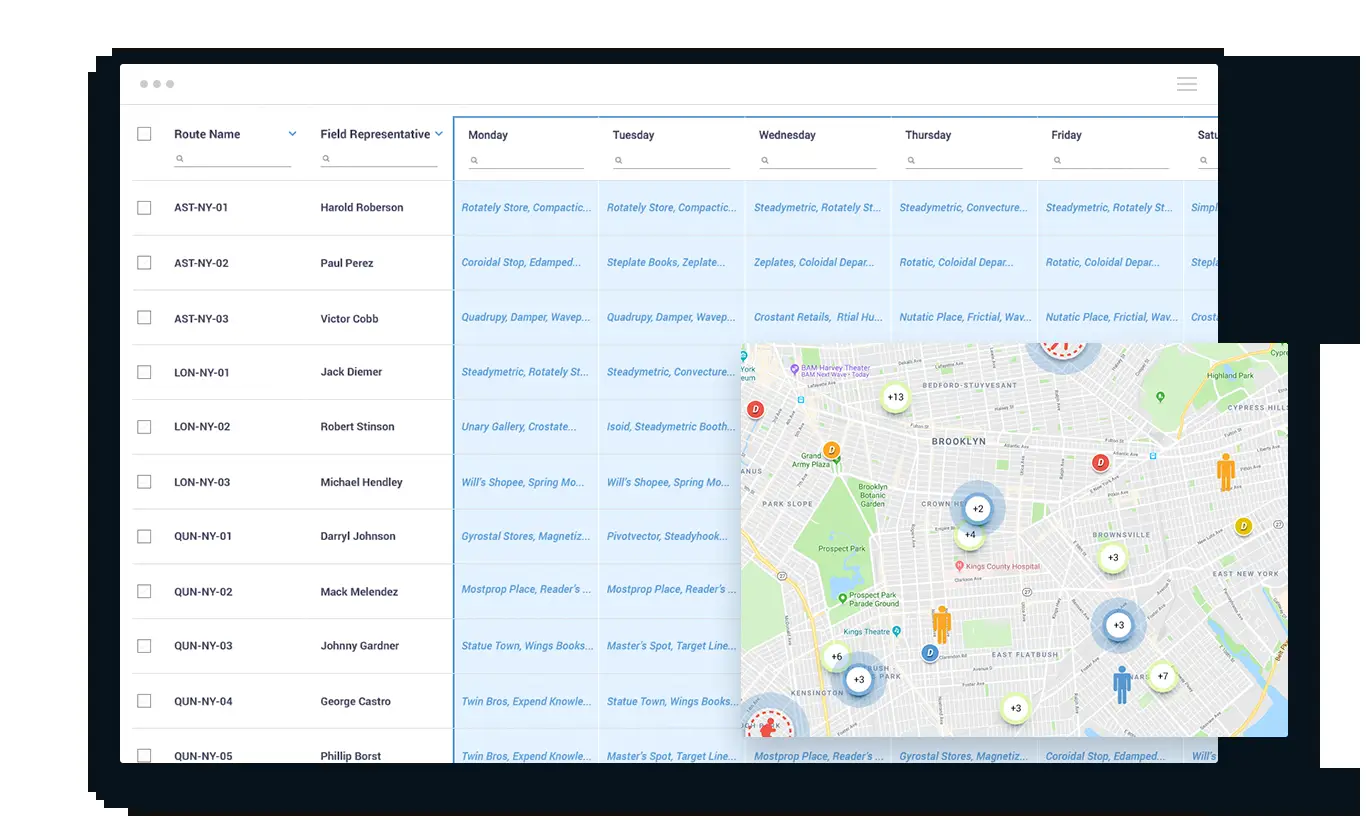 Route Name Field Representative Monday Tuesday Wednesday Thursday Friday Satu
AST-NY-01 Harold Roberson Rotately Store, Compactic... Rotately Store, Compactic... Steadymetric, Rotately St... Steadymetric, Convecture... Steadymetric, Rotately St... Simpl
AST-NY-02 Paul Perez Coroidal Stop, Edamped... Steplate Books, Zeplate... Zeplates, Coloidal Depar... Rotatic, Coloidal Depar... Rotatic, Coloidal Depar... Stepla
AST-NY-03 Victor Cobb Quadrupy, Damper, Wavep... Quadrupy, Damper, Wavep... Crostant Retails, Rtial Hu... Nutatic Place, Frictial, Wav... Nutatic Place, Frictial, Wav... Crosta
LON-NY-01 Jack Diemer Steadymetric, Rotately St... Steadymetric, Convecture...
LON-NY-02 Robert Stinson Unary Gallery, Crostate... Isoid, Steadymetric Booth...
LON-NY-03 Michael Hendley Will's Shopee, Spring Mo... Will's Shopee, Spring Mo...
QUN-NY-01 Darryl Johnson Gyrostal Stores, Magnetiz... Pivotvector, Steadyhook...
QUN-NY-02 Mack Melendez Mostprop Place, Reader's ... Mostprop Place, Reader's ...
QUN-NY-03 Johnny Gardner Statue Town, Wings Books... Master's Spot, Target Line...
QUN-NY-04 George Castro Twin Bros, Expend Knowle... Statue Town, Wings Books...
QUN-NY-05 Phillip Borst Twin Bros, Expend Knowle... Master's Spot, Target Line... Mostprop Place, Reader's ... Gyrostal Stores, Magnetiz... Coroidal Stop, Edamped... Will's
BAM Harvey Theater
BAM Next Wave - Today
BEDFORD-STUYVESANT
Highland Park
CYPRESS HILLS
+13
D
BROOKLYN
D
Grand
Army Plaza
D
PARK SLOPE
Brooklyn
Botanic
Garden
CROWN HE
+2
+4
D
BROWNSVILLE
Prospect Park
+3
Kings County Hospital
EAST NEW YORK
Prospect Park
Parade Ground
Kings Theatre
+3
D
EAST FLATBUSH
+6
+3
BUSH
PARK
KENSINGTON
+7
+3